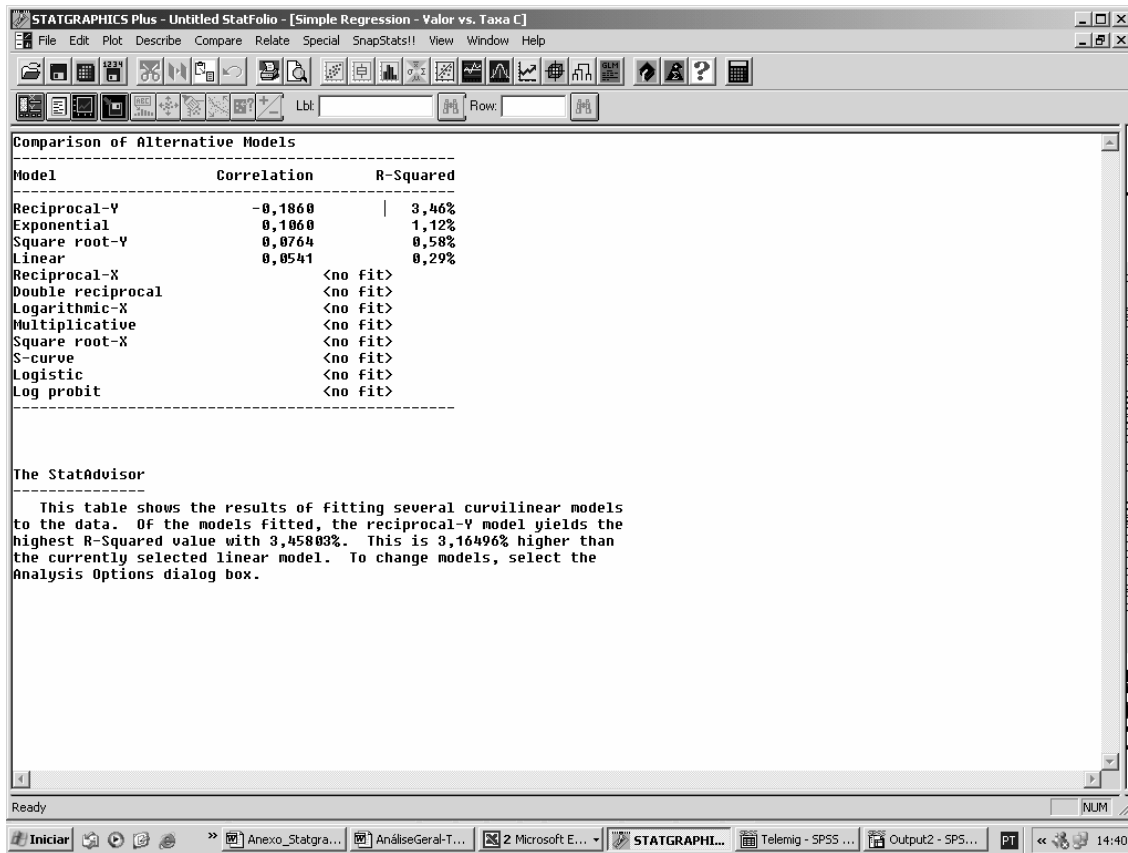 STATGRAPHICS Plus - Untitled StatFolio - [Simple Regression - Valor vs. Taxa C]
File Edit Plot Describe Compare Relate Special SnapStats!! View Window Help
Lbl: Row:
Comparison of Alternative Models
--------------------------------------------------
Model Correlation R-Squared
--------------------------------------------------
Reciprocal-Y -0,1860 | 3,46%
Exponential 0,1060 1,12%
Square root-Y 0,0764 0,58%
Linear 0,0541 0,29%
Reciprocal-X <no fit>
Double reciprocal <no fit>
Logarithmic-X <no fit>
Multiplicative <no fit>
Square root-X <no fit>
S-curve <no fit>
Logistic <no fit>
Log probit <no fit>
--------------------------------------------------
The StatAdvisor
---------------
This table shows the results of fitting several curvilinear models
to the data. Of the models fitted, the reciprocal-Y model yields the
highest R-Squared value with 3,45803%. This is 3,16496% higher than
the currently selected linear model. To change models, select the
Analysis Options dialog box.
Ready NUM
Iniciar » Anexo_Statgra... AnáliseGeral-T... 2 Microsoft E... STATGRAPHI... Telemig - SPSS ... Output2 - SPS... PT « 14:40